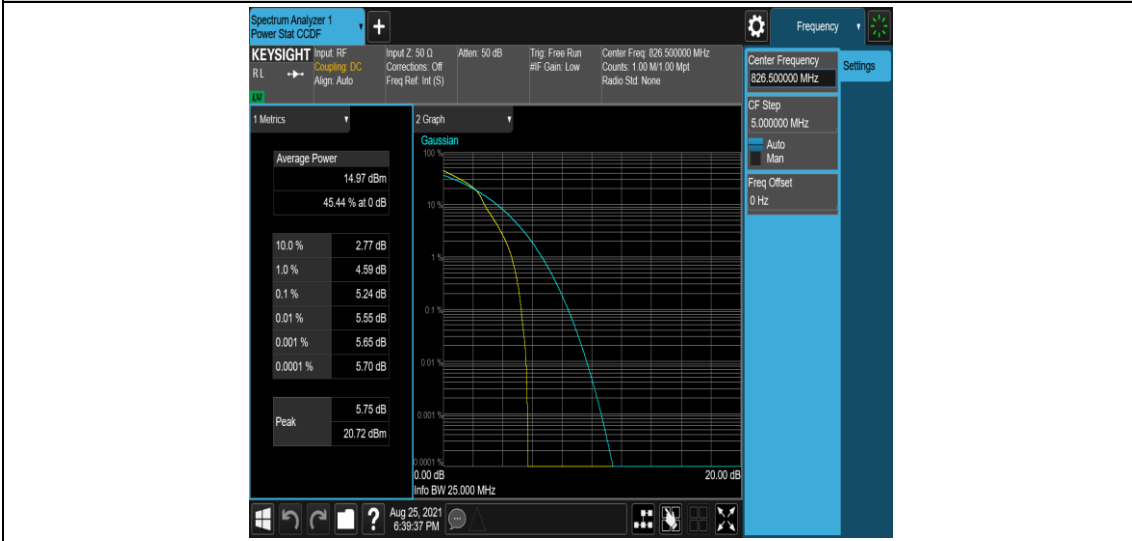 Spectrum Analyzer 1
Power Stat CCDF
+
Frequency
KEYSIGHT
Input: RF
Coupling: DC
Align: Auto
Input Z: 50 Ω
Corrections: Off
Freq Ref: Int (S)
Atten: 50 dB
Trig: Free Run
#IF Gain: Low
Center Freq: 826.500000 MHz
Counts: 1.00 M/1.00 Mpt
Radio Std: None
RL
LXI
Center Frequency
826.500000 MHz
Settings
CF Step
5.000000 MHz
Auto
Man
Freq Offset
0 Hz
1 Metrics
Average Power
14.97 dBm
45.44 % at 0 dB
10.0 % 2.77 dB
1.0 % 4.59 dB
0.1 % 5.24 dB
0.01 % 5.55 dB
0.001 % 5.65 dB
0.0001 % 5.70 dB
Peak
5.75 dB
20.72 dBm
2 Graph
Gaussian
100 %
10 %
1 %
0.1 %
0.01 %
0.001 %
0.0001 %
0.00 dB 20.00 dB
Info BW 25.000 MHz
? Aug 25, 2021
6:39:37 PM